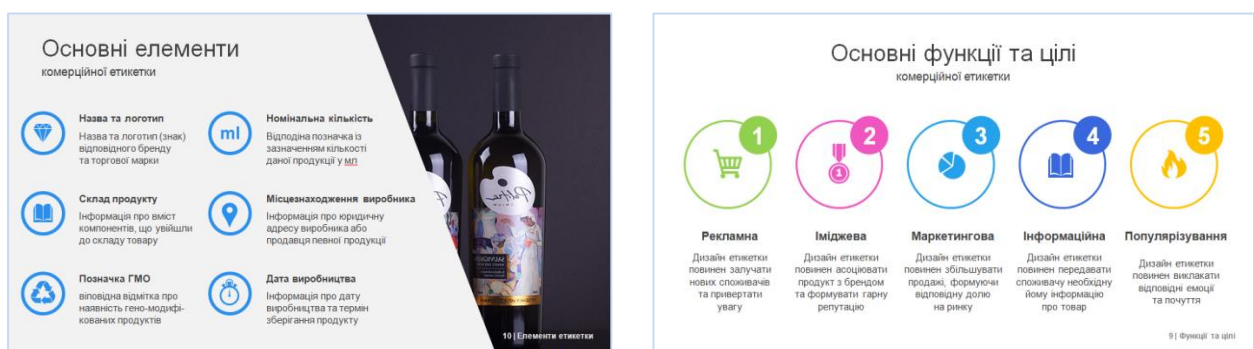 Основні елементи
комерційної етикетки
Назва та логотип
Назва та логотип (знак)
відповідного бренду
та торгової марки
ml
Номінальна кількість
Відподіна позначка із
зазначенням кількості
даної продукції у мл
Склад продукту
Інформація про вміст
компонентів, що увійшли
до складу товару
Місцезнаходження виробника
Інформація про юридичну
адресу виробника або
продавця певної продукції
Позначка ГМО
віповідна відмітка про
наявність гено-модифі-
кованих продуктів
Дата виробництва
Інформація про дату
виробництва та термін
зберігання продукту
10 | Елементи етикетки
Основні функції та цілі
комерційної етикетки
1
Рекламна
Дизайн етикетки
повинен залучати
нових споживачів
та привертати
увагу
2
1
Іміджева
Дизайн етикетки
повинен асоціювати
продукт з брендом
та формувати гарну
репутацію
3
Маркетингова
Дизайн етикетки
повинен збільшувати
продажі, формуючи
відповідну долю
на ринку
4
Інформаційна
Дизайн етикетки
повинен передавати
споживачу необхідну
йому інформацію
про товар
5
Популярізування
Дизайн етикетки
повинен виклакати
відповідні емоції
та почуття
9 | Функції та цілі